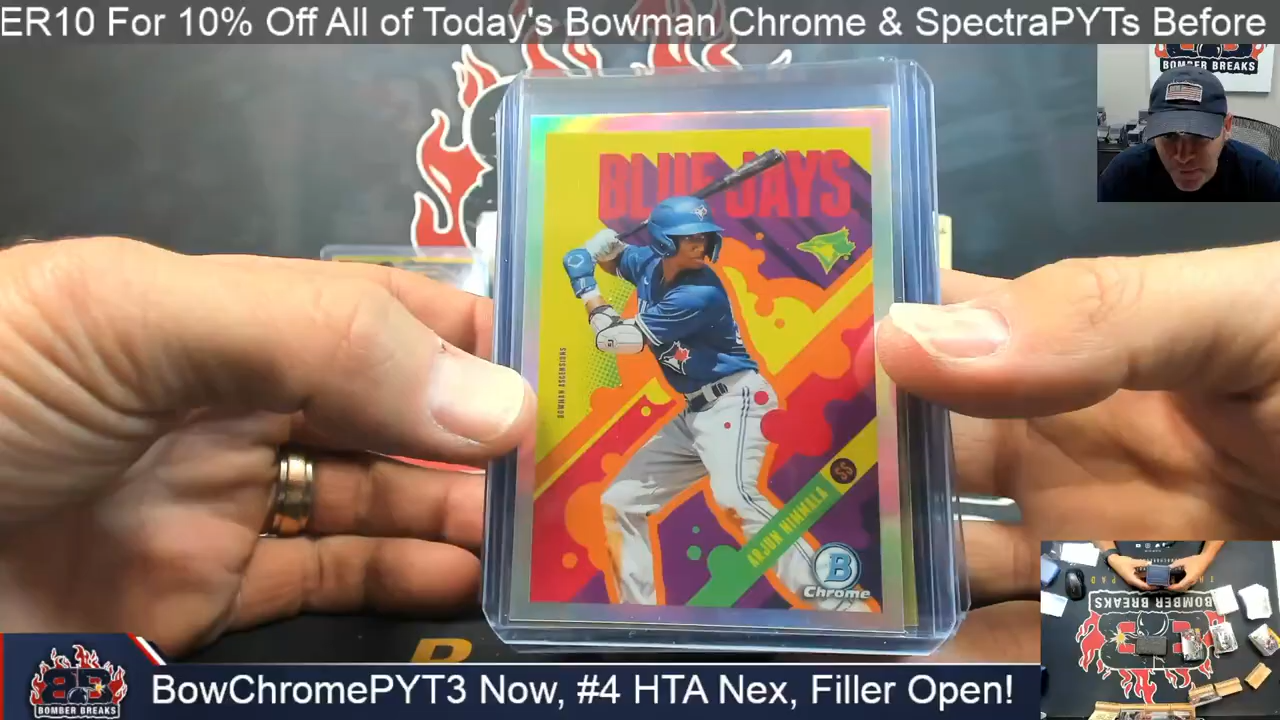 ER10 For 10% Off All of Today's Bowman Chrome & SpectraPYTs Before
BOMBER BREAKS
BLUE JAYS
BOWMAN ASCENSIONS
SS
ARJUN NIMMALA
B
Chrome
BOMBER BREAKS
BOMBER BREAKS
BowChromePYT3 Now, #4 HTA Nex, Filler Open!